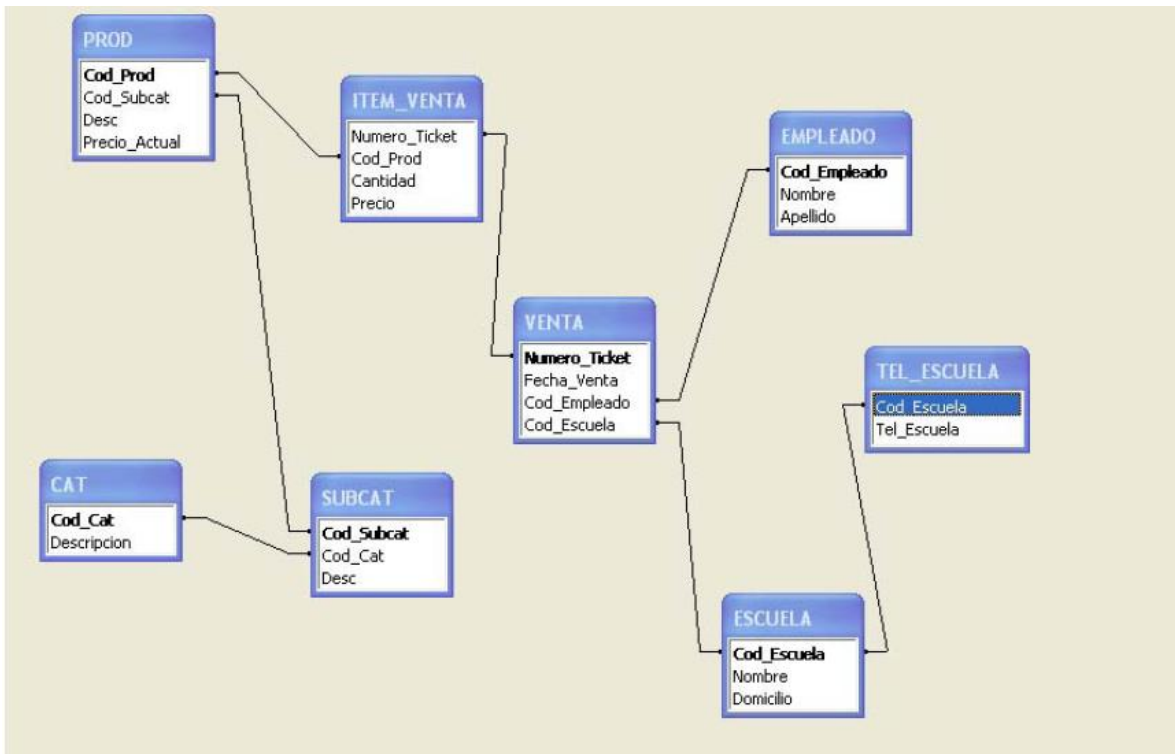 PROD
Cod_Prod
Cod_Subcat
Desc
Precio_Actual
ITEM_VENTA
Numero_Ticket
Cod_Prod
Cantidad
Precio
EMPLEADO
Cod_Empleado
Nombre
Apellido
VENTA
Numero_Ticket
Fecha_Venta
Cod_Empleado
Cod_Escuela
TEL_ESCUELA
Cod_Escuela
Tel_Escuela
CAT
Cod_Cat
Descripcion
SUBCAT
Cod_Subcat
Cod_Cat
Desc
ESCUELA
Cod_Escuela
Nombre
Domicilio